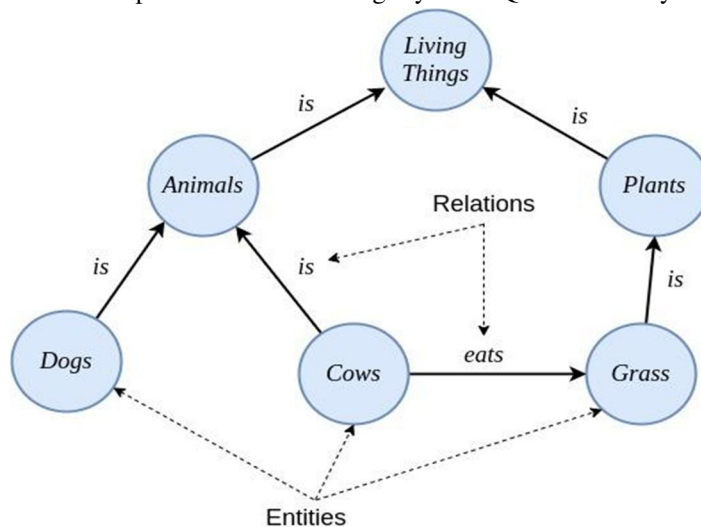 Living
Things
is
is
Animals
Plants
Relations
is
is
is
Dogs
Cows
eats
Grass
Entities